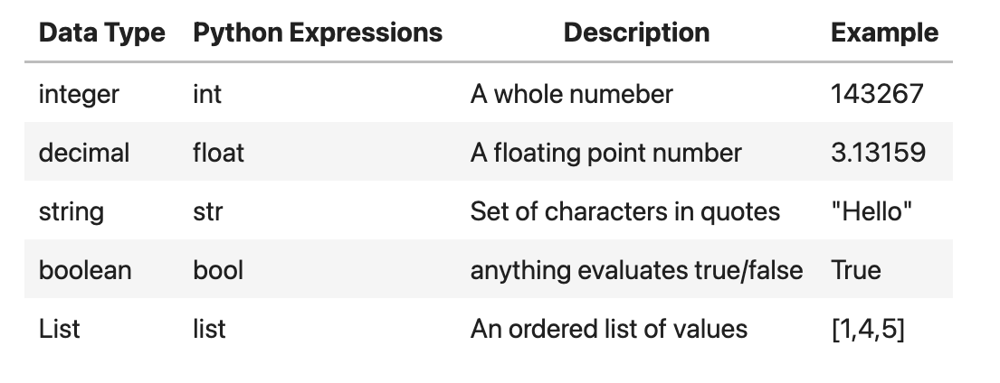 Data Type Python Expressions Description Example
integer int A whole numeber 143267
decimal float A floating point number 3.13159
string str Set of characters in quotes "Hello"
boolean bool anything evaluates true/false True
List list An ordered list of values [1,4,5]